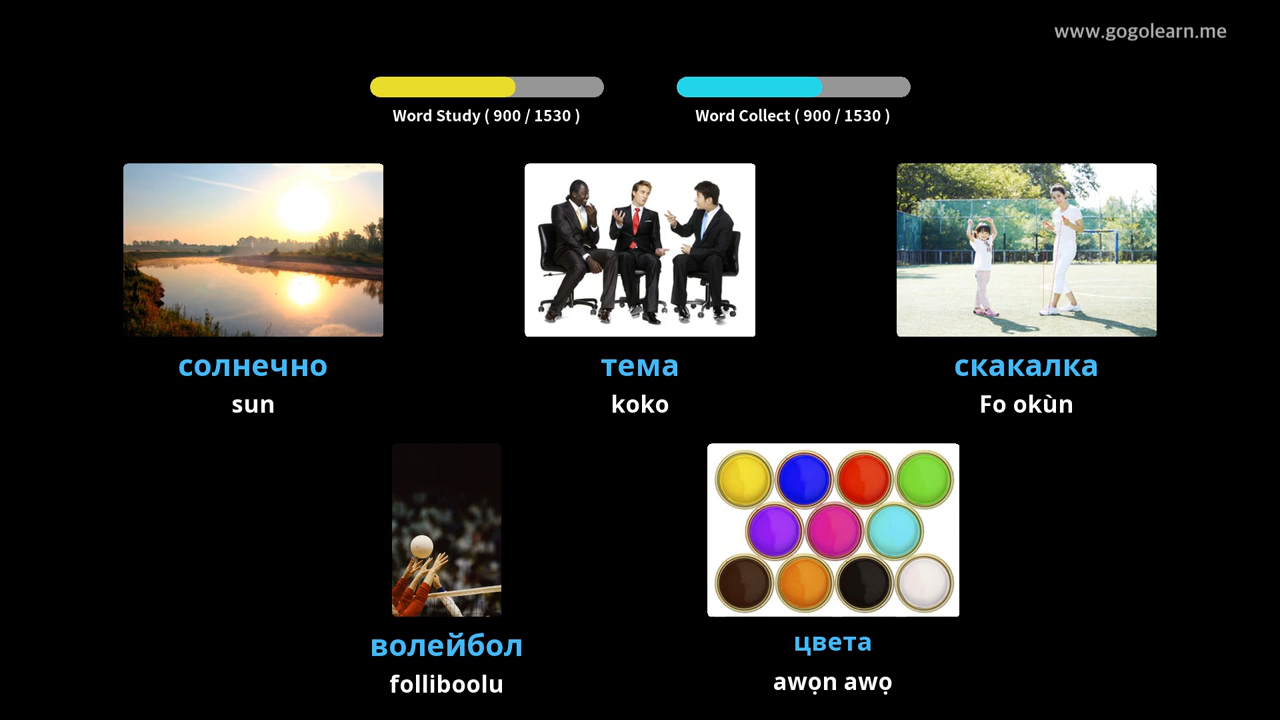 www.gogolearn.me
Word Study ( 900 / 1530 )
Word Collect ( 900 / 1530 )
солнечно
sun
тема
koko
скакалка
Fo okùn
волейбол
folliboolu
цвета
awọn awọ